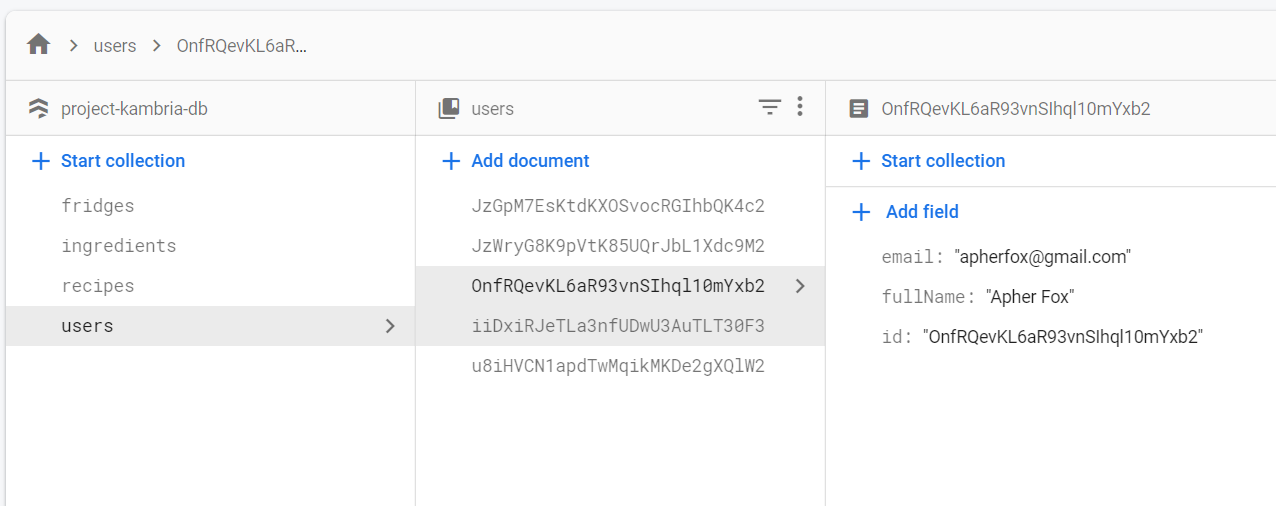 users OnfRQevKL6aR...
project-kambria-db
Start collection
fridges
ingredients
recipes
users
users
Add document
JzGpM7EsKtdKXOSvocRGIhbQK4c2
JzWryG8K9pVtK85UQrJbL1Xdc9M2
OnfRQevKL6aR93vnSIhql10mYxb2
iiDxiRJeTLa3nfUDwU3AuTLT30F3
u8iHVCN1apdTwMqikMKDe2gXQlW2
OnfRQevKL6aR93vnSIhql10mYxb2
Start collection
Add field
email: "apherfox@gmail.com"
fullName: "Apher Fox"
id: "OnfRQevKL6aR93vnSIhql10mYxb2"